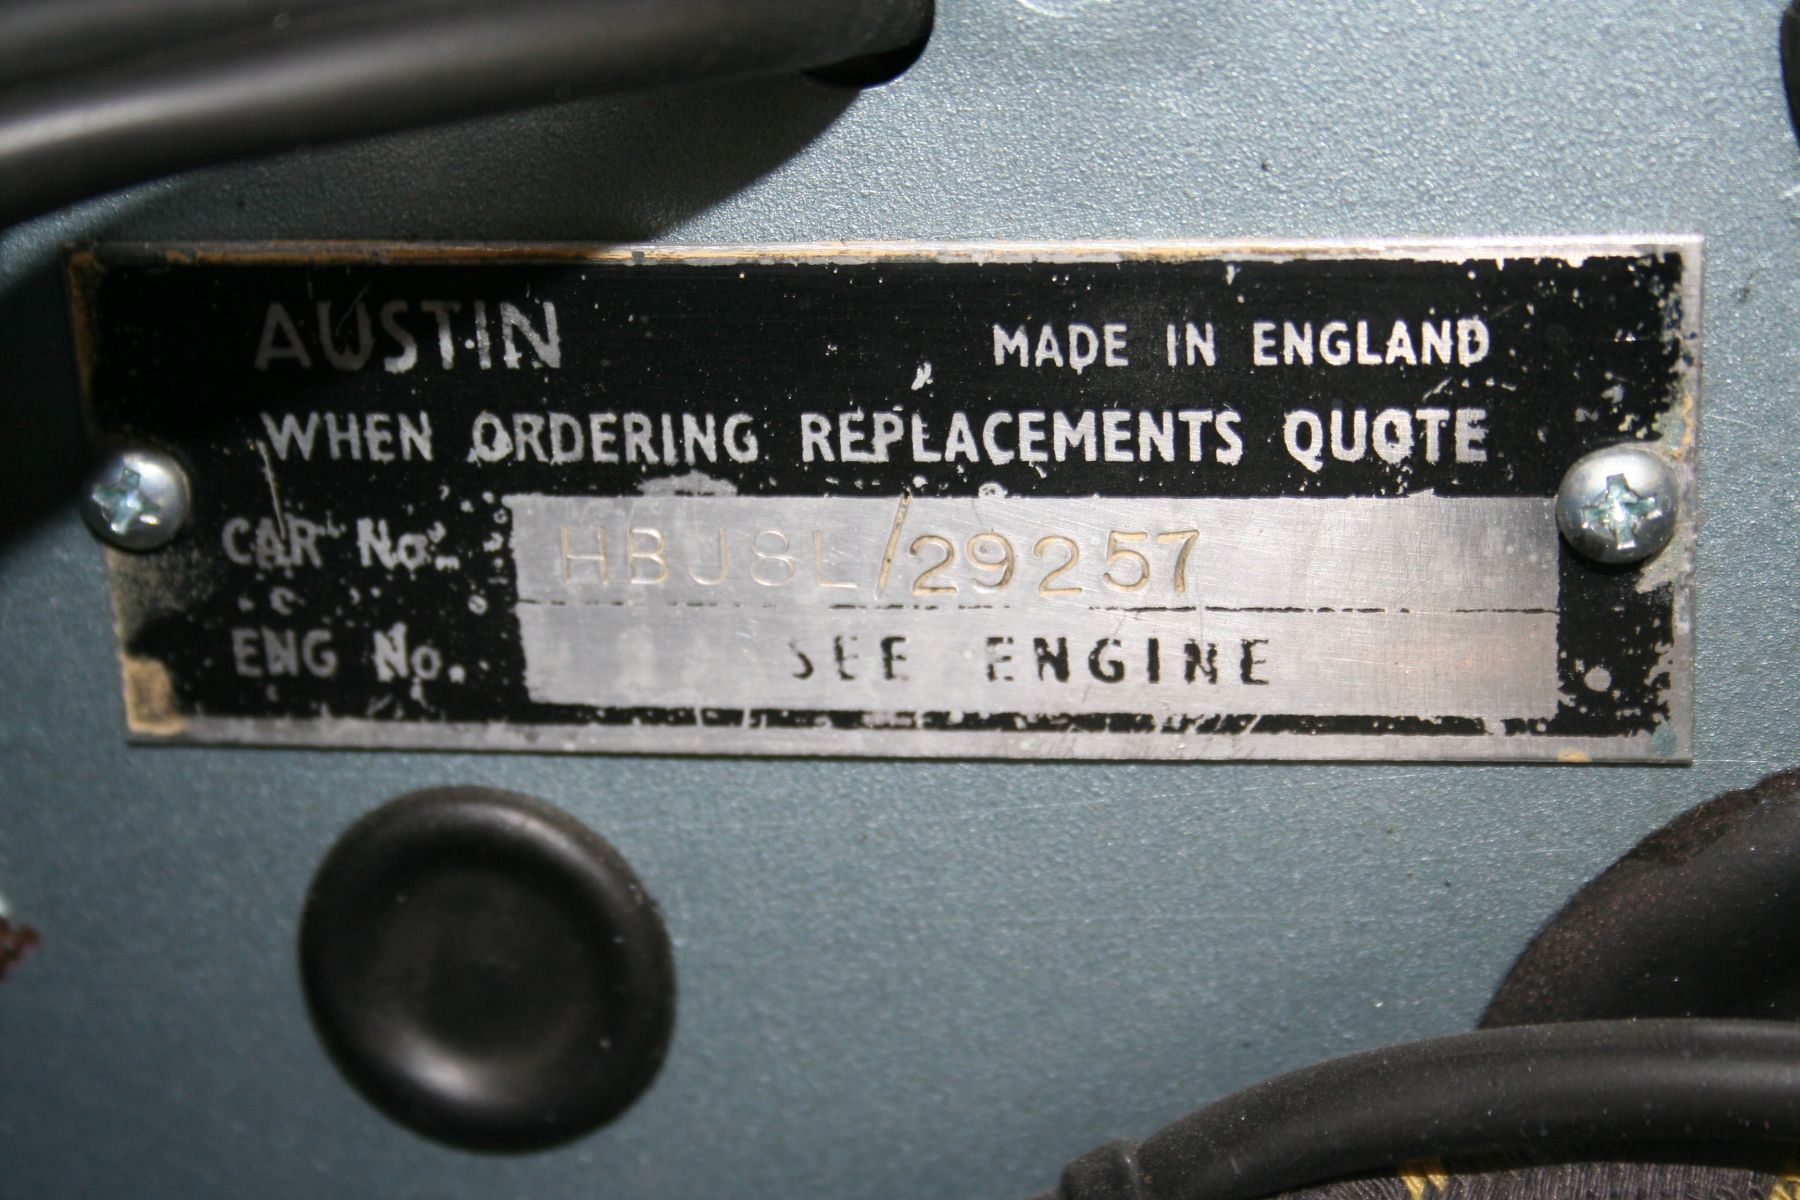 AUSTIN
MADE IN ENGLAND
WHEN ORDERING REPLACEMENTS QUOTE
CAR No. HBJ8L/29257
ENG No. SEE ENGINE